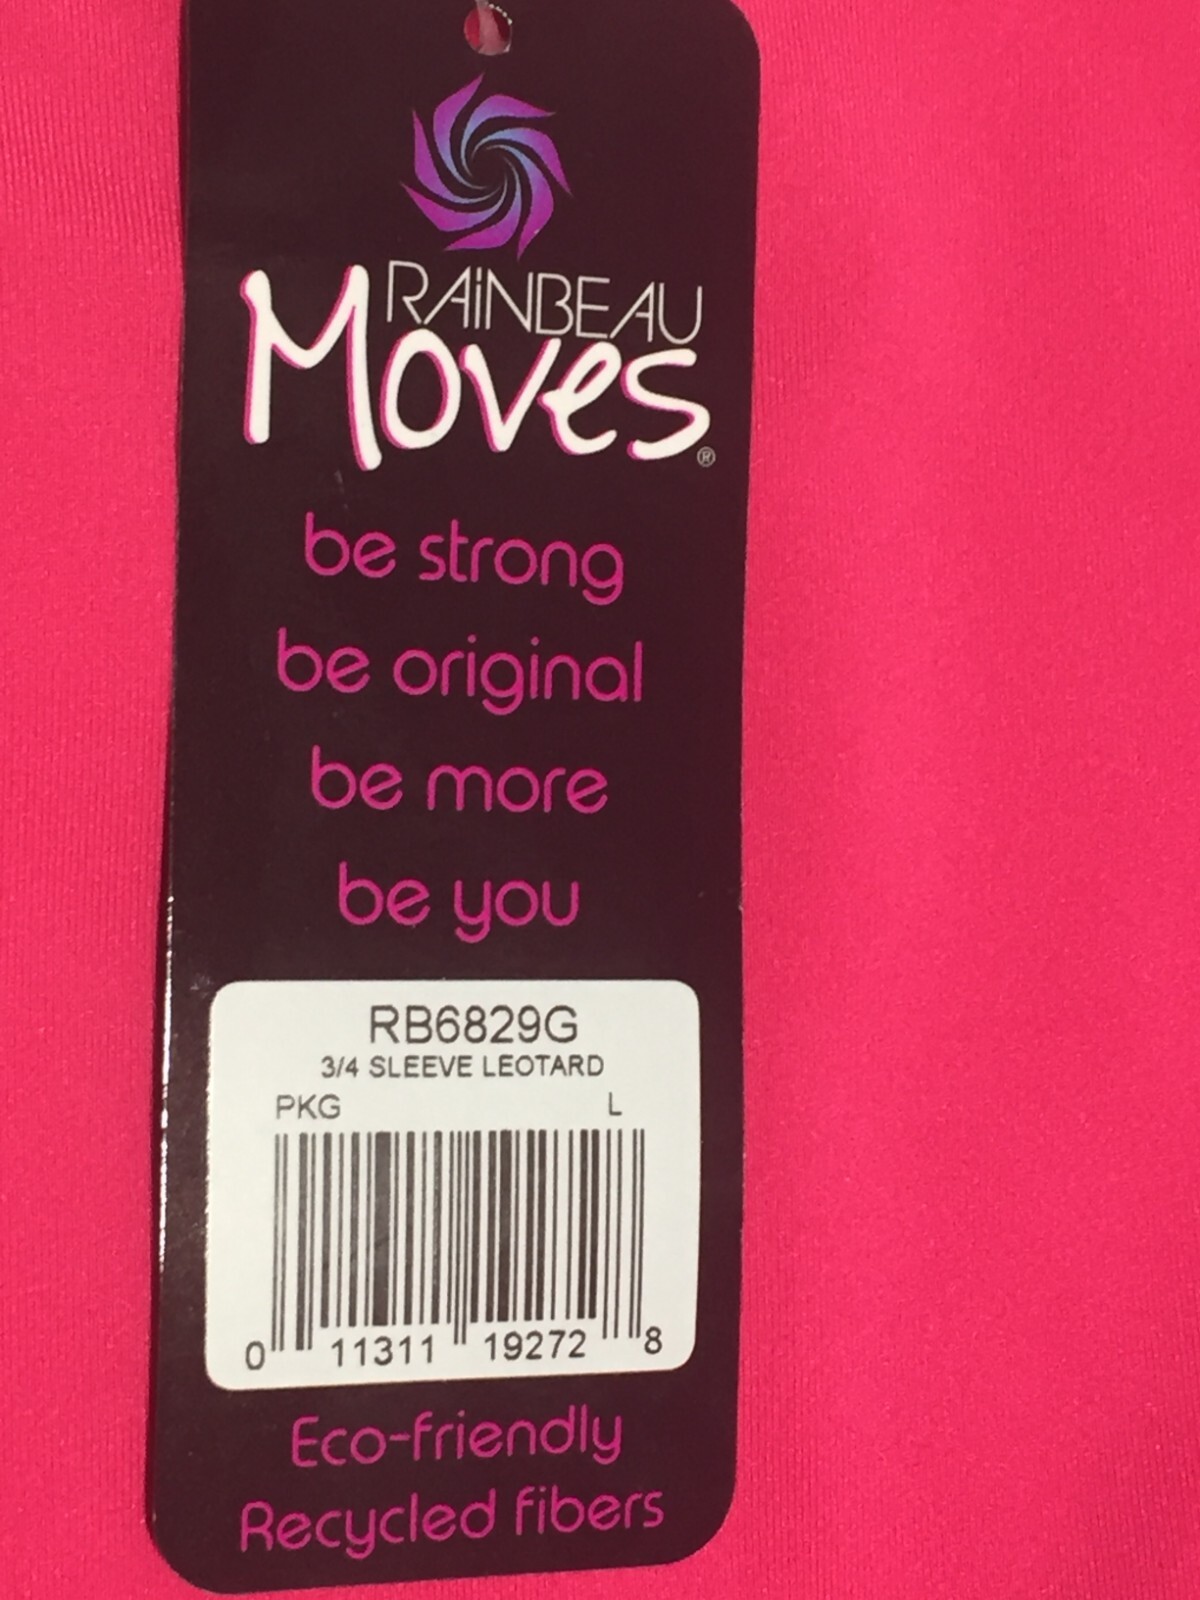 RAiNBEAU
Moves®
be strong
be original
be more
be you
RB6829G
3/4 SLEEVE LEOTARD
PKG L
0 11311 19272 8
Eco-friendly
Recycled fibers